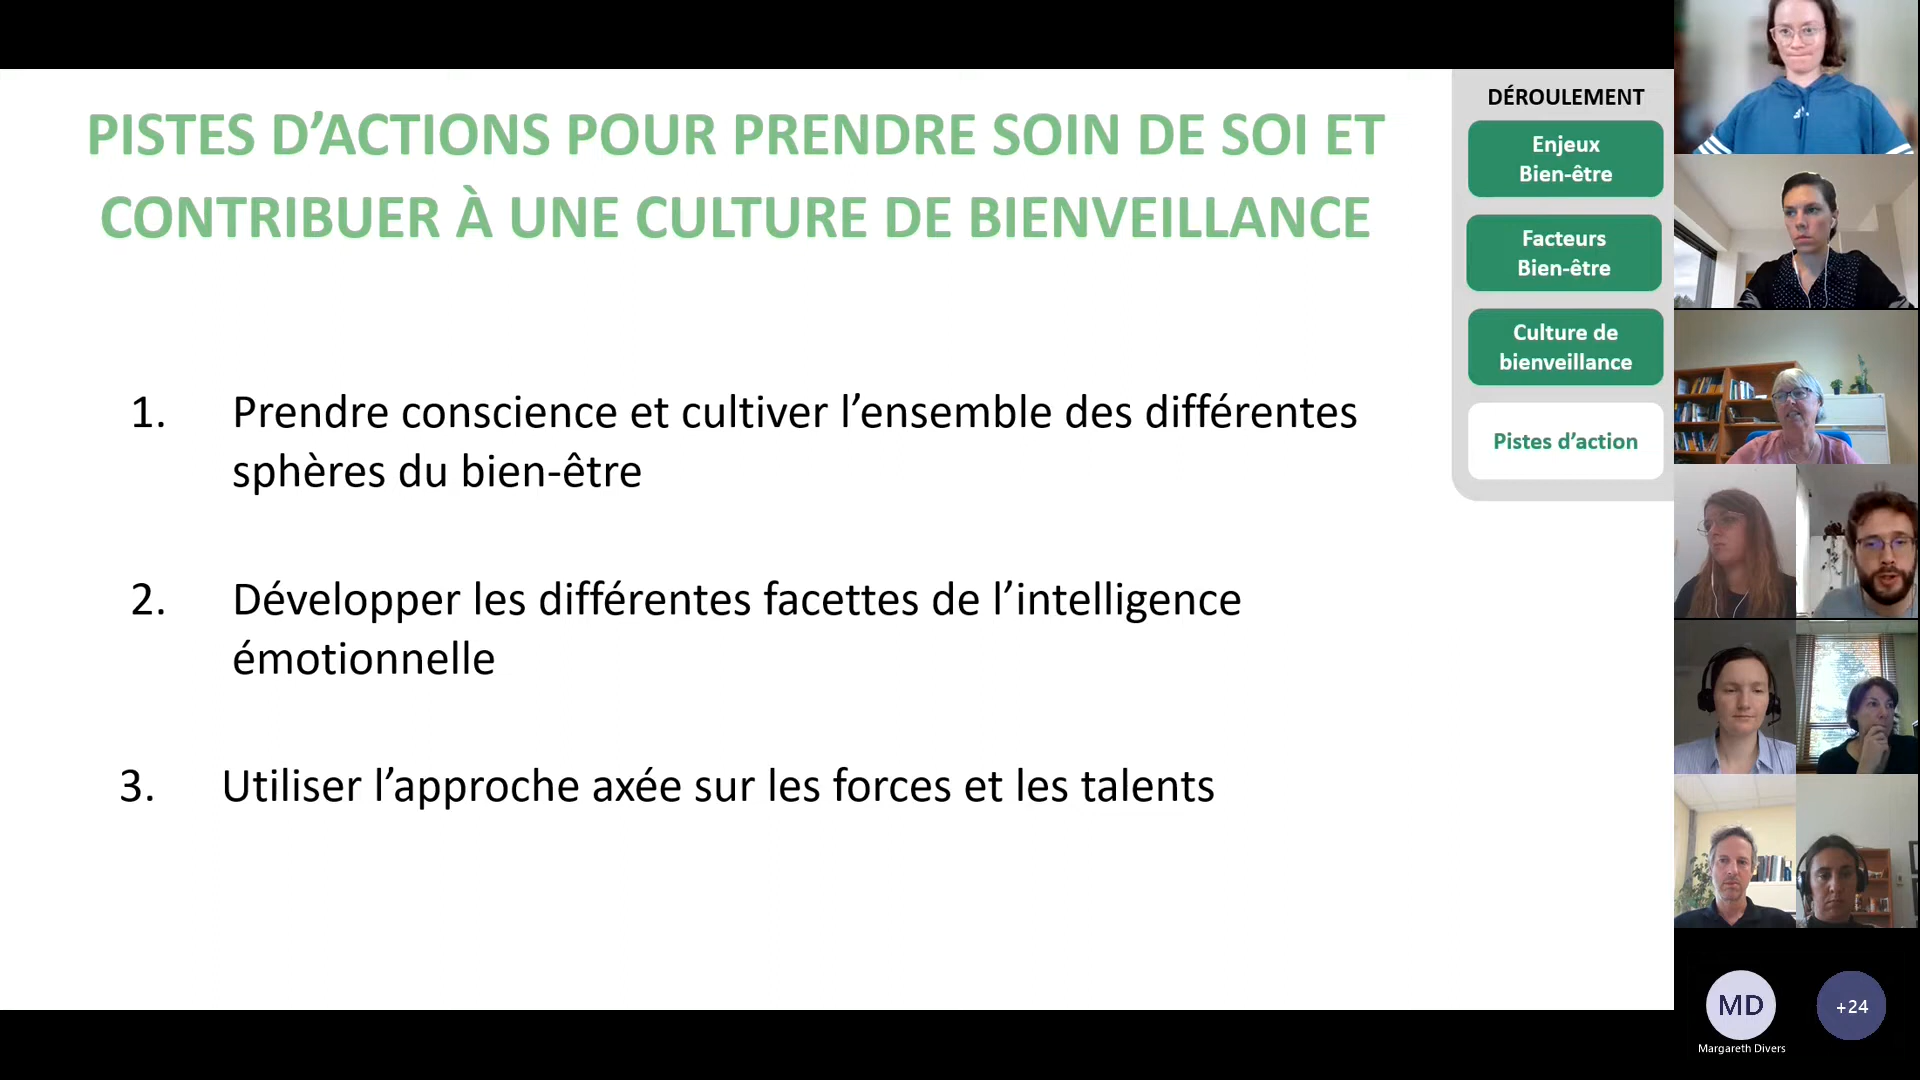 PISTES D’ACTIONS POUR PRENDRE SOIN DE SOI ET
CONTRIBUER À UNE CULTURE DE BIENVEILLANCE
1. Prendre conscience et cultiver l’ensemble des différentes
sphères du bien-être
2. Développer les différentes facettes de l’intelligence
émotionnelle
3. Utiliser l’approche axée sur les forces et les talents
DÉROULEMENT
Enjeux
Bien-être
Facteurs
Bien-être
Culture de
bienveillance
Pistes d’action
MD
+24
Margareth Divers